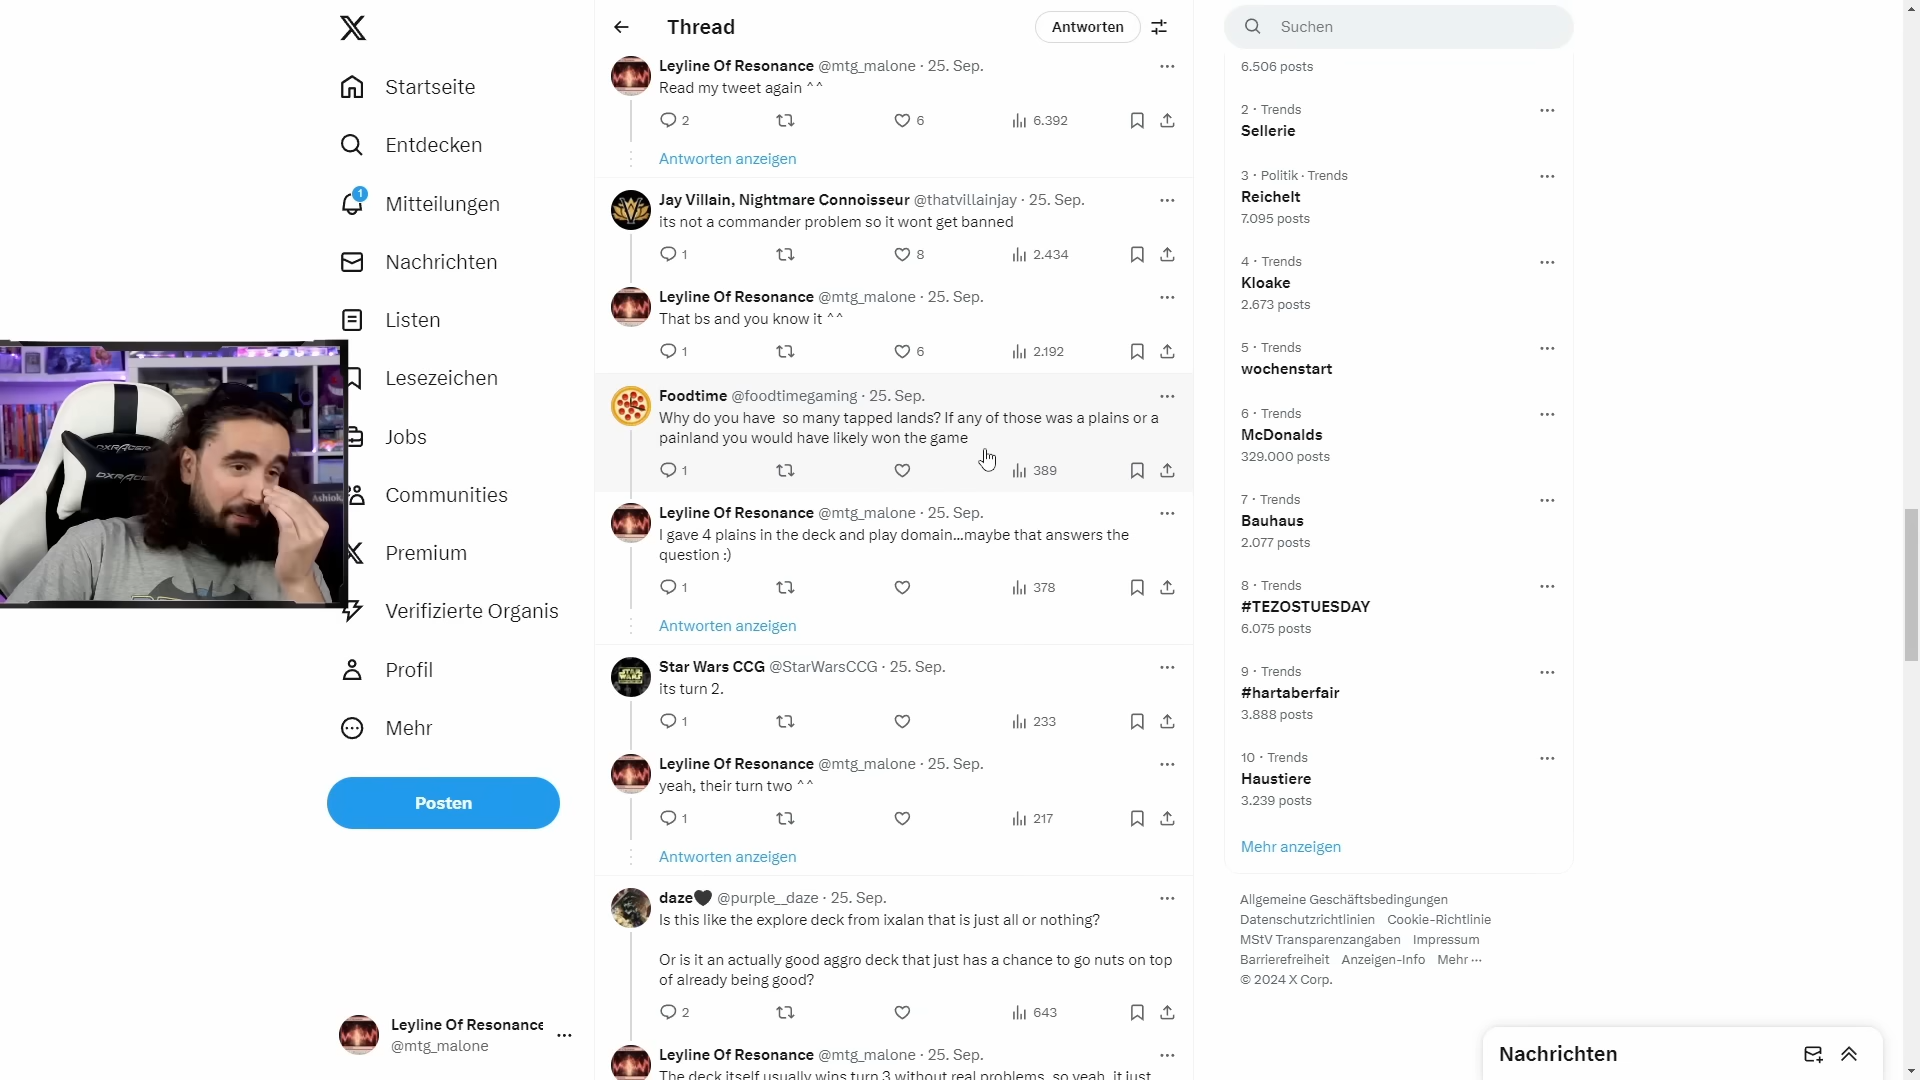 Startseite
Entdecken
1
Mitteilungen
Nachrichten
Listen
Lesezeichen
Jobs
Communities
Premium
Verifizierte Organis
Profil
Mehr
Posten
Leyline Of Resonance ···
@mtg_malone
DXRACER
DXRACER
Ashiok
Thread
Antworten
Leyline Of Resonance @mtg_malone · 25. Sep.
Read my tweet again ^^
2 6 6.392
Antworten anzeigen
Jay Villain, Nightmare Connoisseur @thatvillainjay · 25. Sep.
its not a commander problem so it wont get banned
1 8 2.434
Leyline Of Resonance @mtg_malone · 25. Sep.
That bs and you know it ^^
1 6 2.192
Foodtime @foodtimegaming · 25. Sep.
Why do you have  so many tapped lands? If any of those was a plains or a
painland you would have likely won the game
1 389
Leyline Of Resonance @mtg_malone · 25. Sep.
I gave 4 plains in the deck and play domain...maybe that answers the
question :)
1 378
Antworten anzeigen
Star Wars CCG @StarWarsCCG · 25. Sep.
its turn 2.
1 233
Leyline Of Resonance @mtg_malone · 25. Sep.
yeah, their turn two ^^
1 217
Antworten anzeigen
daze🖤 @purple__daze · 25. Sep.
Is this like the explore deck from ixalan that is just all or nothing?
Or is it an actually good aggro deck that just has a chance to go nuts on top
of already being good?
2 643
Leyline Of Resonance @mtg_malone · 25. Sep.
The deck itself usually wins turn 3 without real problems, so yeah, it just
Suchen
6.506 posts
2 · Trends
Sellerie
3 · Politik · Trends
Reichelt
7.095 posts
4 · Trends
Kloake
2.673 posts
5 · Trends
wochenstart
6 · Trends
McDonalds
329.000 posts
7 · Trends
Bauhaus
2.077 posts
8 · Trends
#TEZOSTUESDAY
6.075 posts
9 · Trends
#hartaberfair
3.888 posts
10 · Trends
Haustiere
3.239 posts
Mehr anzeigen
Allgemeine Geschäftsbedingungen
Datenschutzrichtlinien Cookie-Richtlinie
MStV Transparenzangaben Impressum
Barrierefreiheit Anzeigen-Info Mehr ···
© 2024 X Corp.
Nachrichten